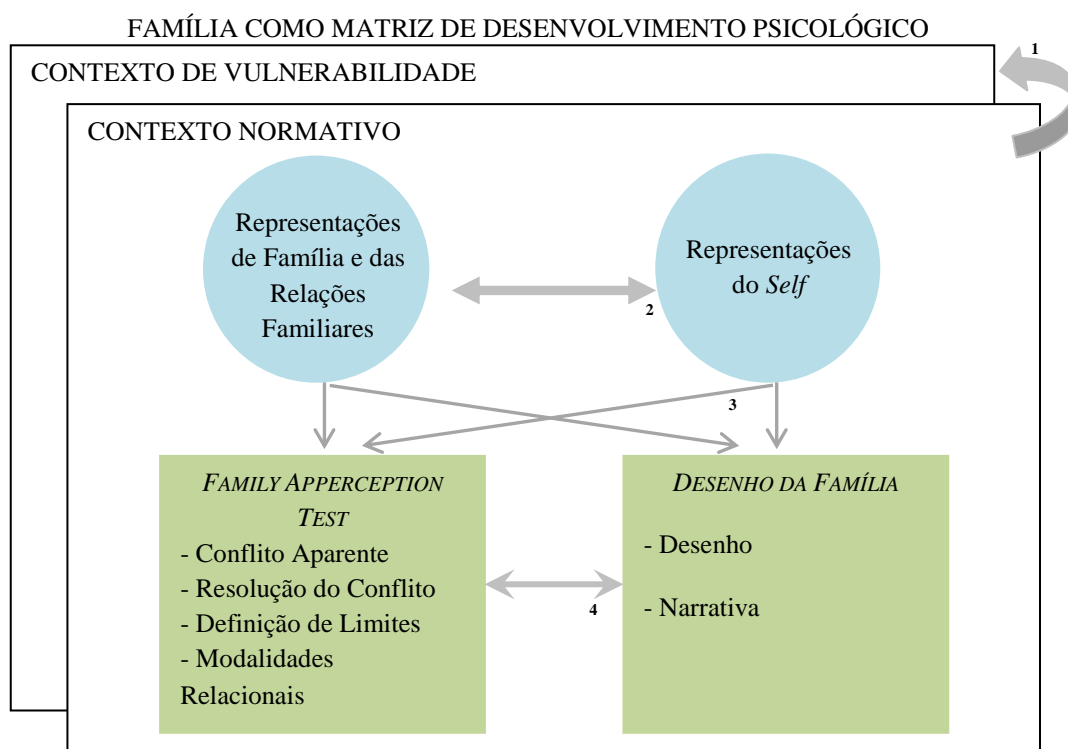 FAMÍLIA COMO MATRIZ DE DESENVOLVIMENTO PSICOLÓGICO
1
CONTEXTO DE VULNERABILIDADE
CONTEXTO NORMATIVO
Representações
de Família e das
Relações
Familiares
Representações
do Self
2
3
FAMILY APPERCEPTION
TEST
- Conflito Aparente
- Resolução do Conflito
- Definição de Limites
- Modalidades
Relacionais
4
DESENHO DA FAMÍLIA
- Desenho
- Narrativa